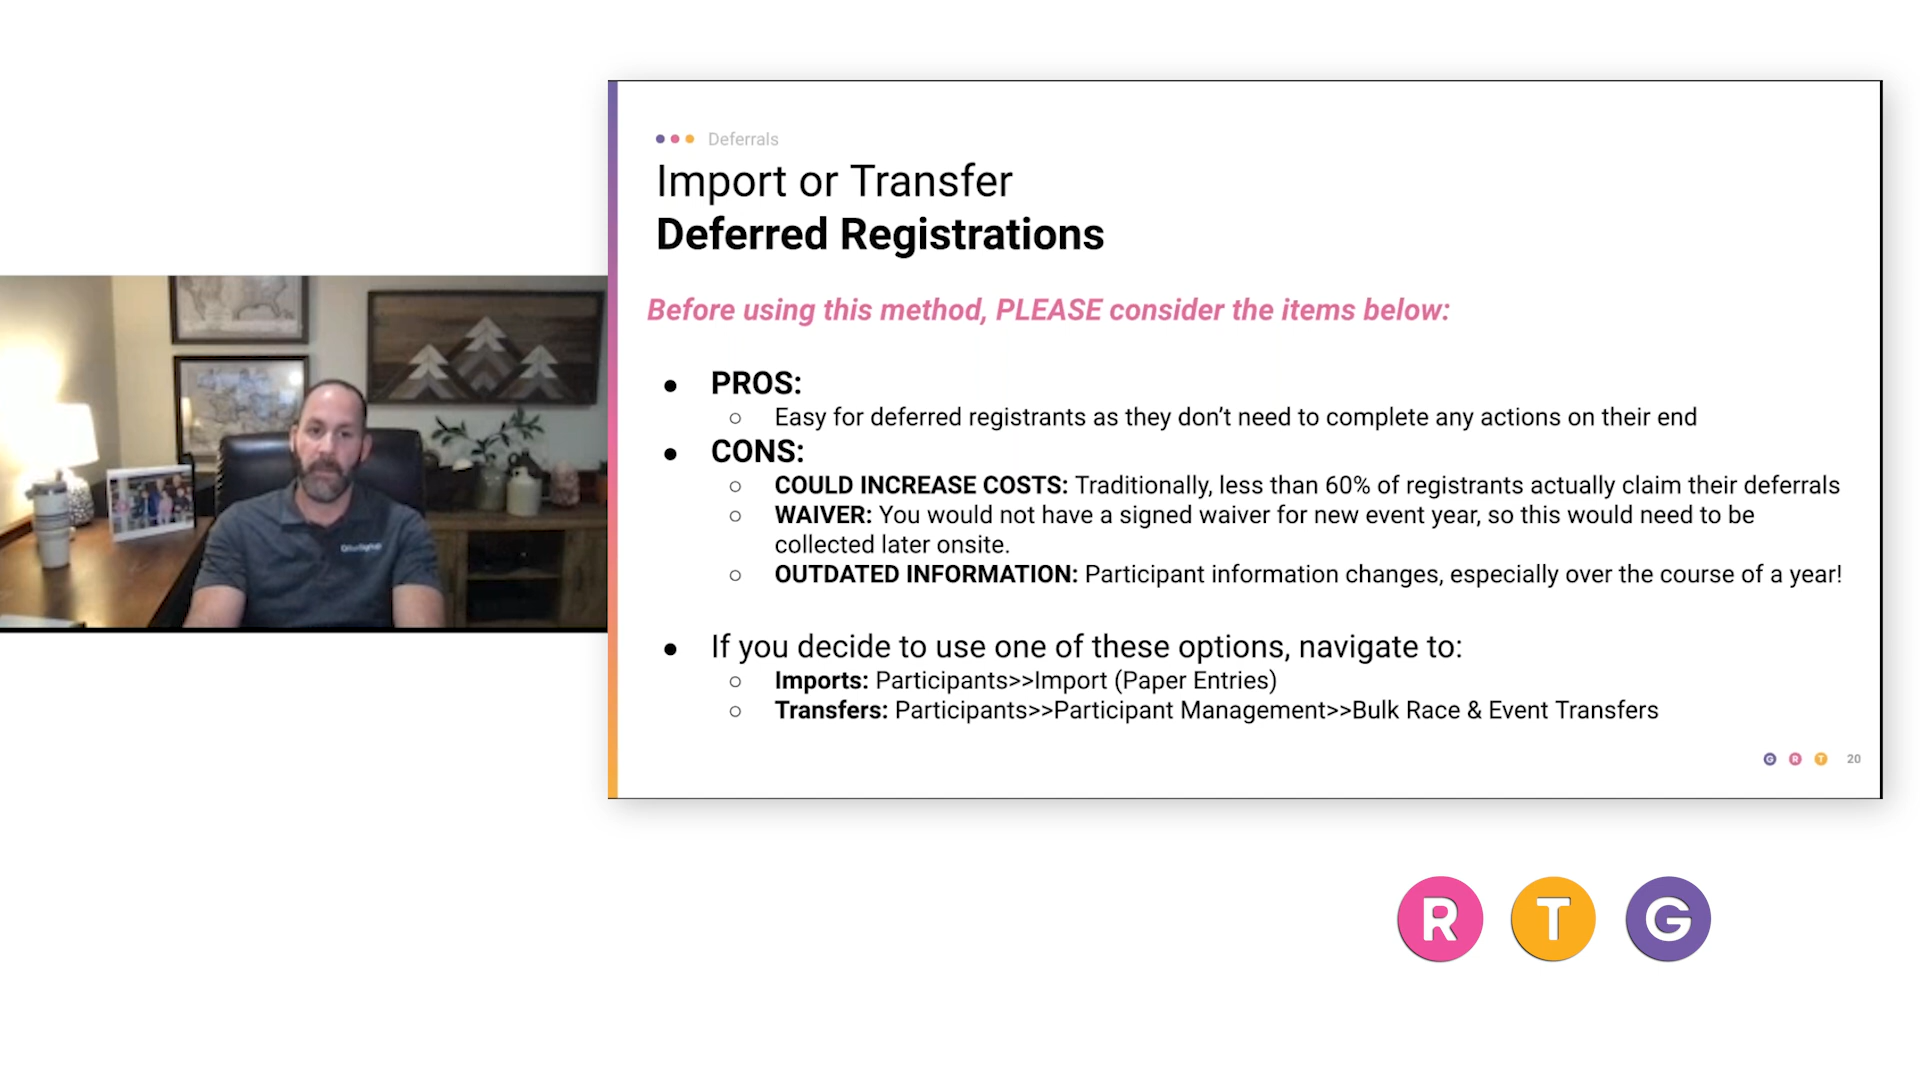 Deferrals
Import or Transfer
Deferred Registrations
Before using this method, PLEASE consider the items below:
● PROS:
○ Easy for deferred registrants as they don’t need to complete any actions on their end
● CONS:
○ COULD INCREASE COSTS: Traditionally, less than 60% of registrants actually claim their deferrals
○ WAIVER: You would not have a signed waiver for new event year, so this would need to be
collected later onsite.
○ OUTDATED INFORMATION: Participant information changes, especially over the course of a year!
● If you decide to use one of these options, navigate to:
○ Imports: Participants>>Import (Paper Entries)
○ Transfers: Participants>>Participant Management>>Bulk Race & Event Transfers
G R T 20
R T G